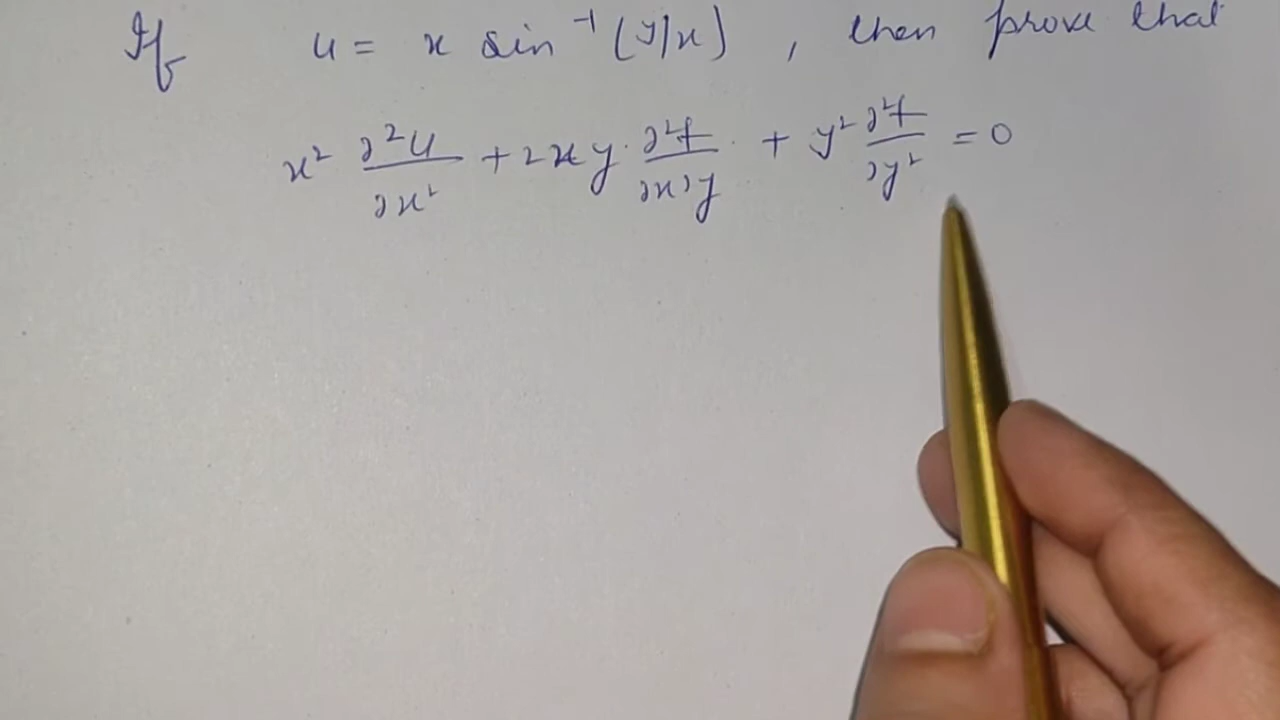 If u = x sin⁻¹ (y/x) , then prove that
x² ∂²u/∂x² + 2xy · ∂²f/∂x∂y + y² ∂²f/∂y² = 0